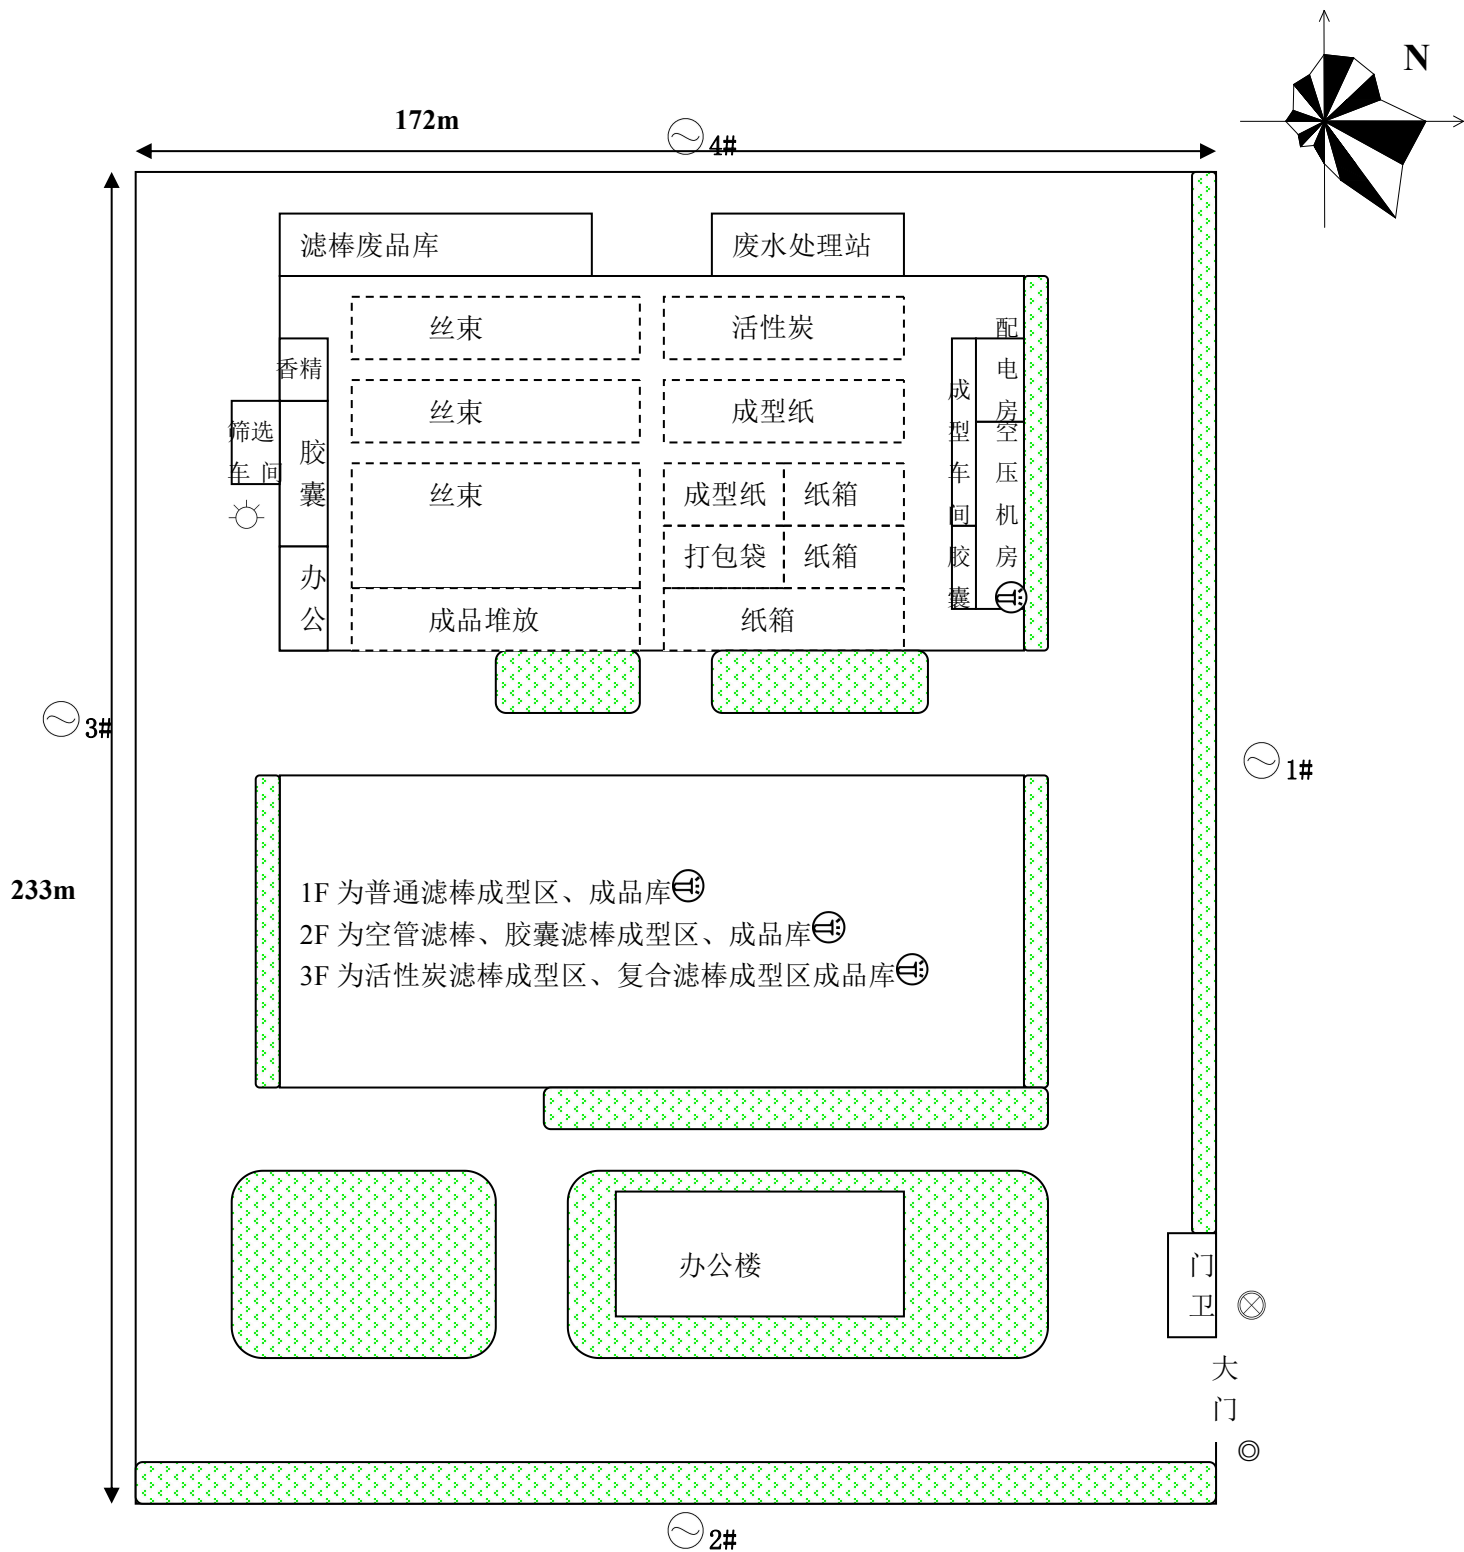 N
172m
4#
滤棒废品库
废水处理站
丝束
活性炭
配电房
香精
丝束
成型纸
成型车间
筛选
车间
胶囊
丝束
成型纸
纸箱
空压机房
打包袋
纸箱
胶囊
办公
成品堆放
纸箱
3#
1#
233m
1F 为普通滤棒成型区、成品库
2F 为空管滤棒、胶囊滤棒成型区、成品库
3F 为活性炭滤棒成型区、复合滤棒成型区成品库
办公楼
门卫
大门
2#